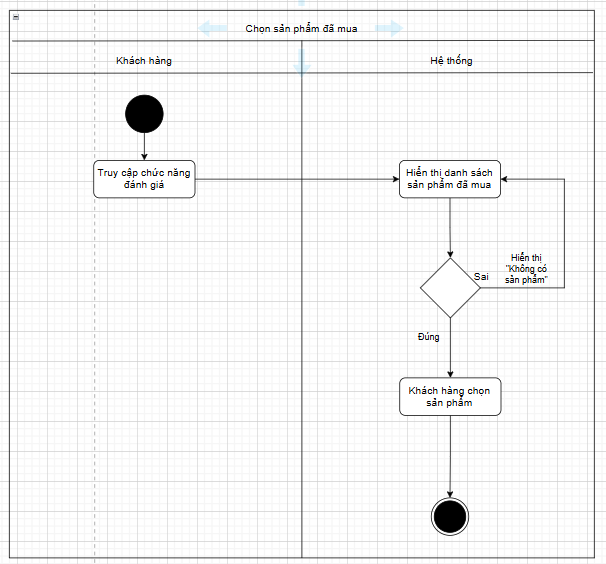 Chọn sản phẩm đã mua
Khách hàng
Hệ thống
Truy cập chức năng
đánh giá
Hiển thị danh sách
sản phẩm đã mua
Hiển thị
"Không có
sản phẩm"
Sai
Đúng
Khách hàng chọn
sản phẩm